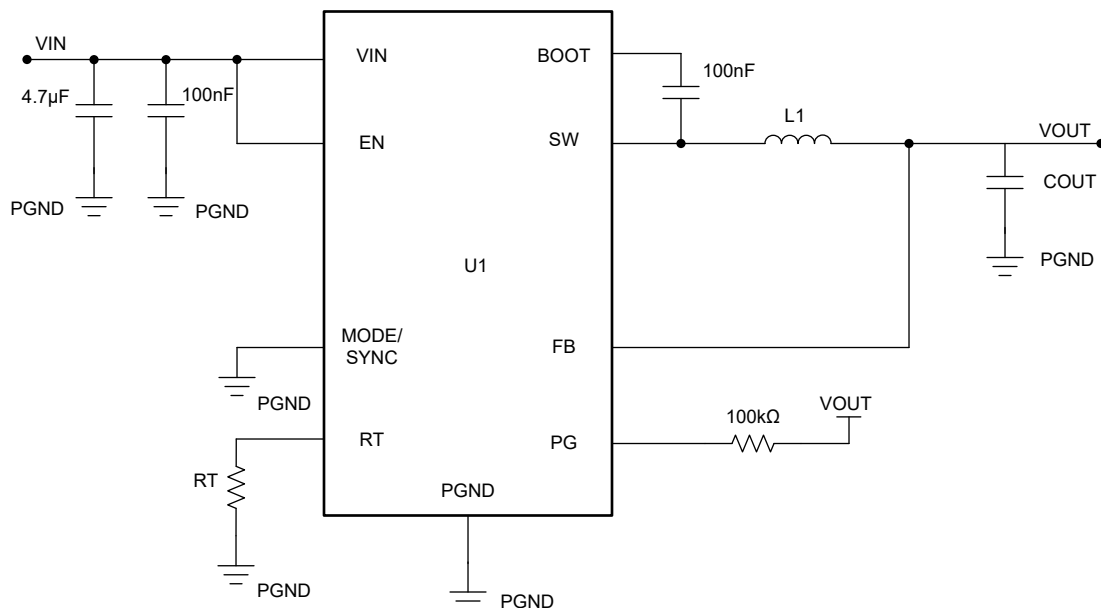 VIN
4.7µF
100nF
PGND
PGND
VIN
EN
MODE/
SYNC
PGND
RT
RT
PGND
U1
PGND
PGND
BOOT
SW
FB
PG
100nF
L1
VOUT
COUT
PGND
100kΩ
VOUT